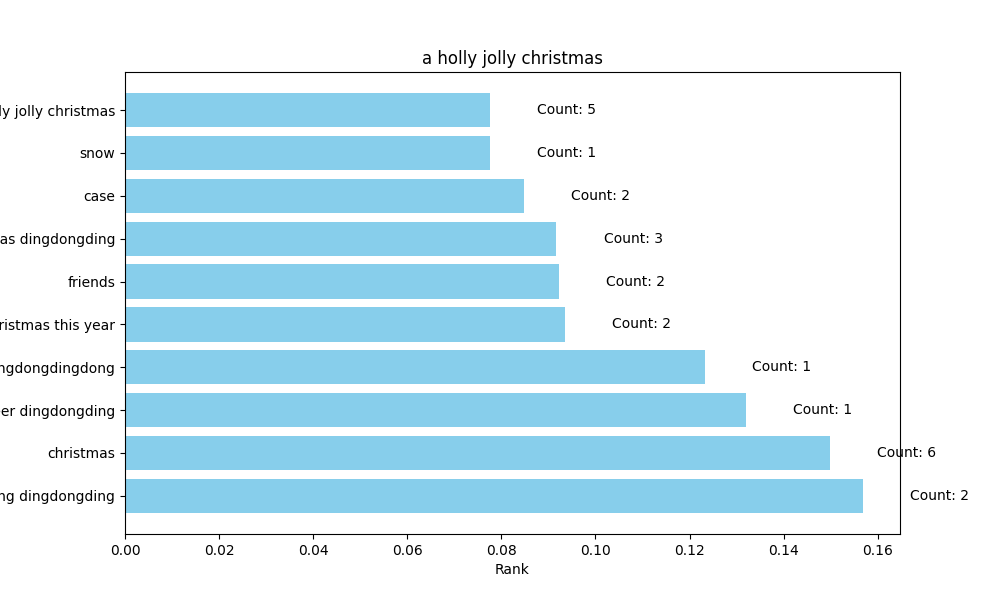 a holly jolly christmas
ly jolly christmas Count: 5
snow Count: 1
case Count: 2
as dingdongding Count: 3
friends Count: 2
ristmas this year Count: 2
ngdongdingdong Count: 1
er dingdongding Count: 1
christmas Count: 6
ng dingdongding Count: 2
0.00 0.02 0.04 0.06 0.08 0.10 0.12 0.14 0.16
Rank